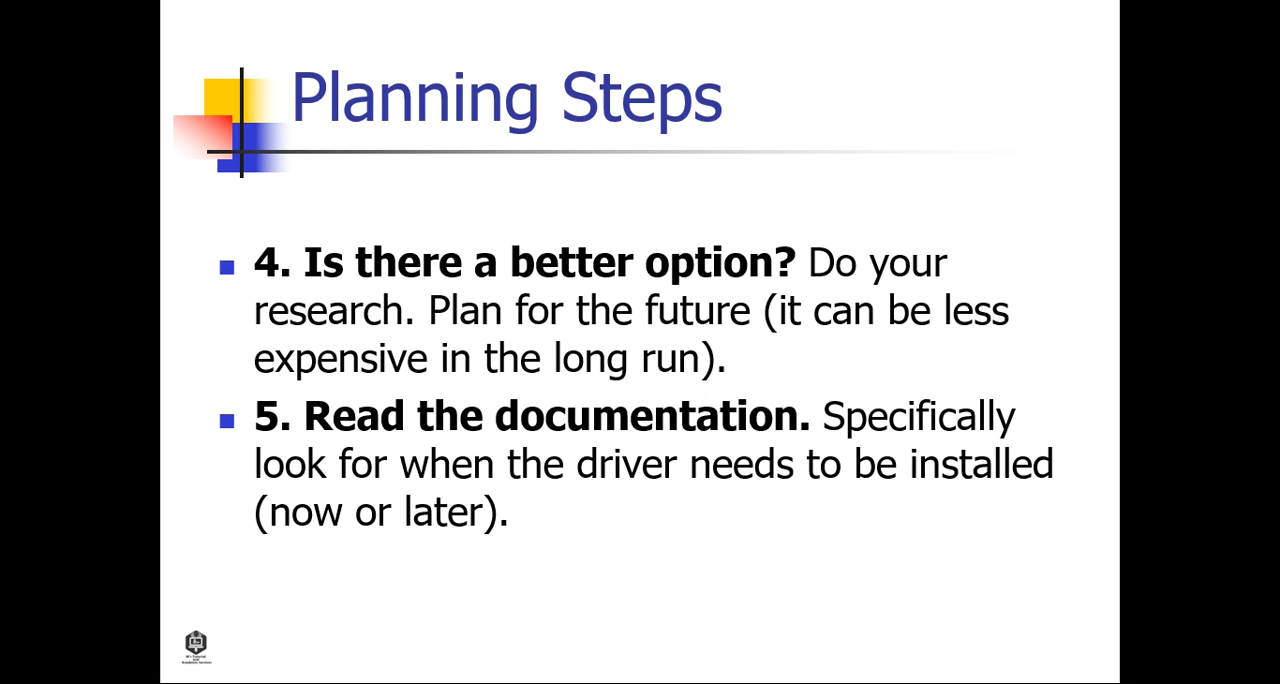 Planning Steps
4. Is there a better option? Do your
research. Plan for the future (it can be less
expensive in the long run).
5. Read the documentation. Specifically
look for when the driver needs to be installed
(now or later).